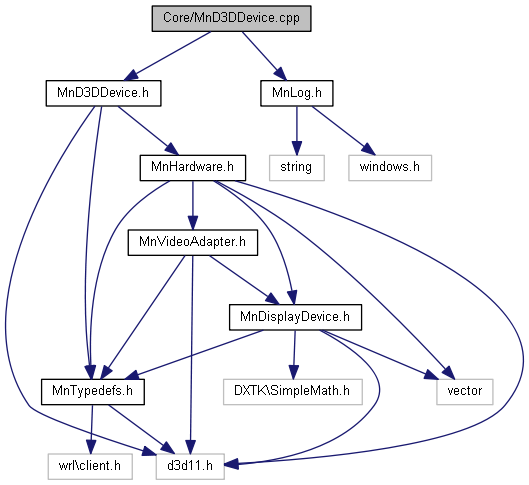 Core/MnD3DDevice.cpp
MnD3DDevice.h
MnLog.h
MnHardware.h
string
windows.h
MnVideoAdapter.h
MnDisplayDevice.h
MnTypedefs.h
DXTK\SimpleMath.h
vector
wrl\client.h
d3d11.h